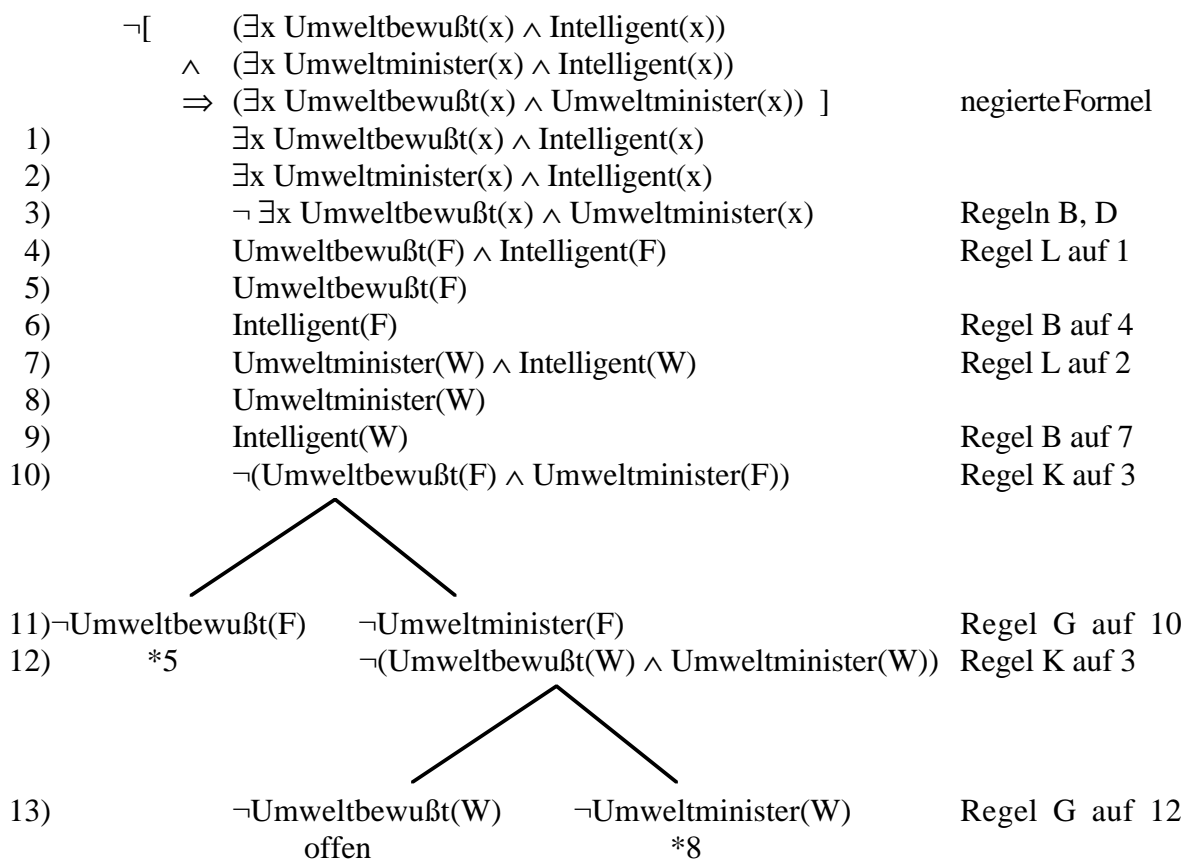 ¬[ (∃x Umweltbewußt(x) ∧ Intelligent(x))
∧ (∃x Umweltminister(x) ∧ Intelligent(x))
⇒ (∃x Umweltbewußt(x) ∧ Umweltminister(x)) ] negierteFormel
1) ∃x Umweltbewußt(x) ∧ Intelligent(x)
2) ∃x Umweltminister(x) ∧ Intelligent(x)
3) ¬ ∃x Umweltbewußt(x) ∧ Umweltminister(x) Regeln B, D
4) Umweltbewußt(F) ∧ Intelligent(F) Regel L auf 1
5) Umweltbewußt(F)
6) Intelligent(F) Regel B auf 4
7) Umweltminister(W) ∧ Intelligent(W) Regel L auf 2
8) Umweltminister(W)
9) Intelligent(W) Regel B auf 7
10) ¬(Umweltbewußt(F) ∧ Umweltminister(F)) Regel K auf 3
11)¬Umweltbewußt(F) ¬Umweltminister(F) Regel G auf 10
12) *5 ¬(Umweltbewußt(W) ∧ Umweltminister(W)) Regel K auf 3
13) ¬Umweltbewußt(W) ¬Umweltminister(W) Regel G auf 12
offen *8